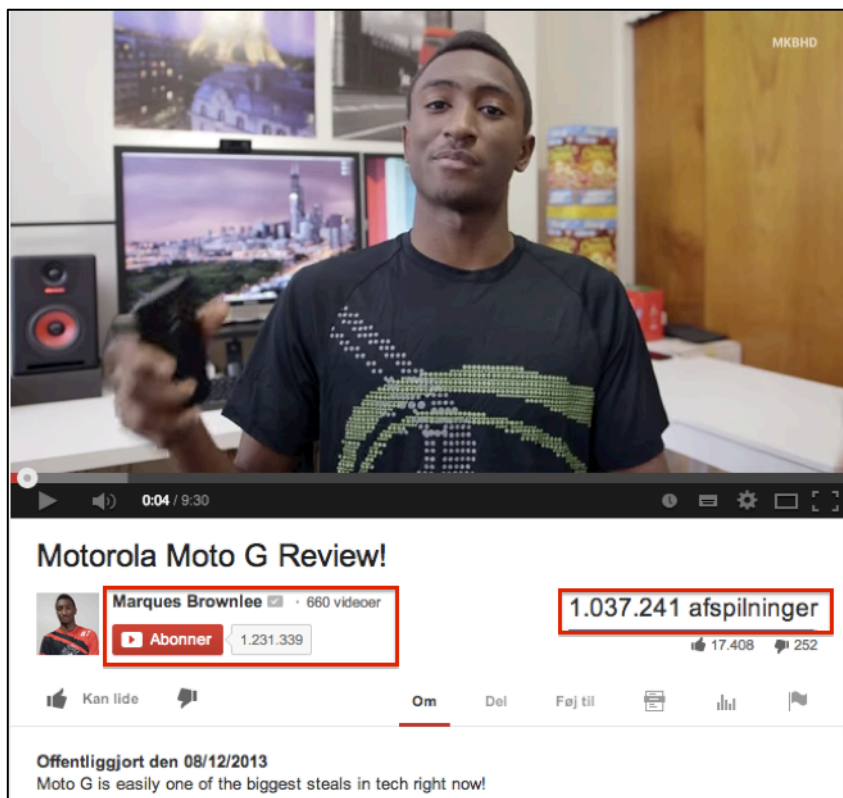 MKBHD
0:04 / 9:30
Motorola Moto G Review!
Marques Brownlee · 660 videoer
1.037.241 afspilninger
Abonner 1.231.339
17.408 252
Kan lide
Om Del Føj til
Offentliggjort den 08/12/2013
Moto G is easily one of the biggest steals in tech right now!